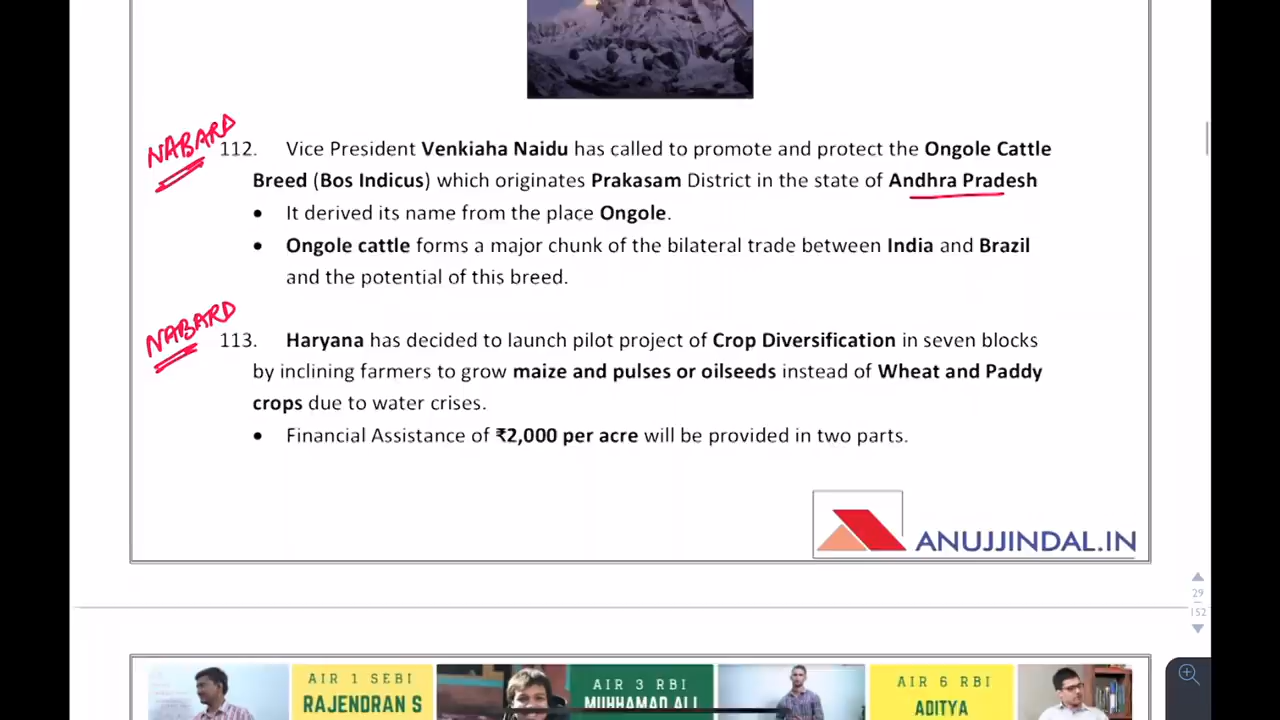 NABARD
112. Vice President Venkiaha Naidu has called to promote and protect the Ongole Cattle
Breed (Bos Indicus) which originates Prakasam District in the state of Andhra Pradesh
• It derived its name from the place Ongole.
• Ongole cattle forms a major chunk of the bilateral trade between India and Brazil
and the potential of this breed.
NABARD
113. Haryana has decided to launch pilot project of Crop Diversification in seven blocks
by inclining farmers to grow maize and pulses or oilseeds instead of Wheat and Paddy
crops due to water crises.
• Financial Assistance of ₹2,000 per acre will be provided in two parts.
ANUJJINDAL.IN
29
152
AIR 1 SEBI
RAJENDRAN S
AIR 3 RBI
MUHHAMAD ALI
AIR 6 RBI
ADITYA